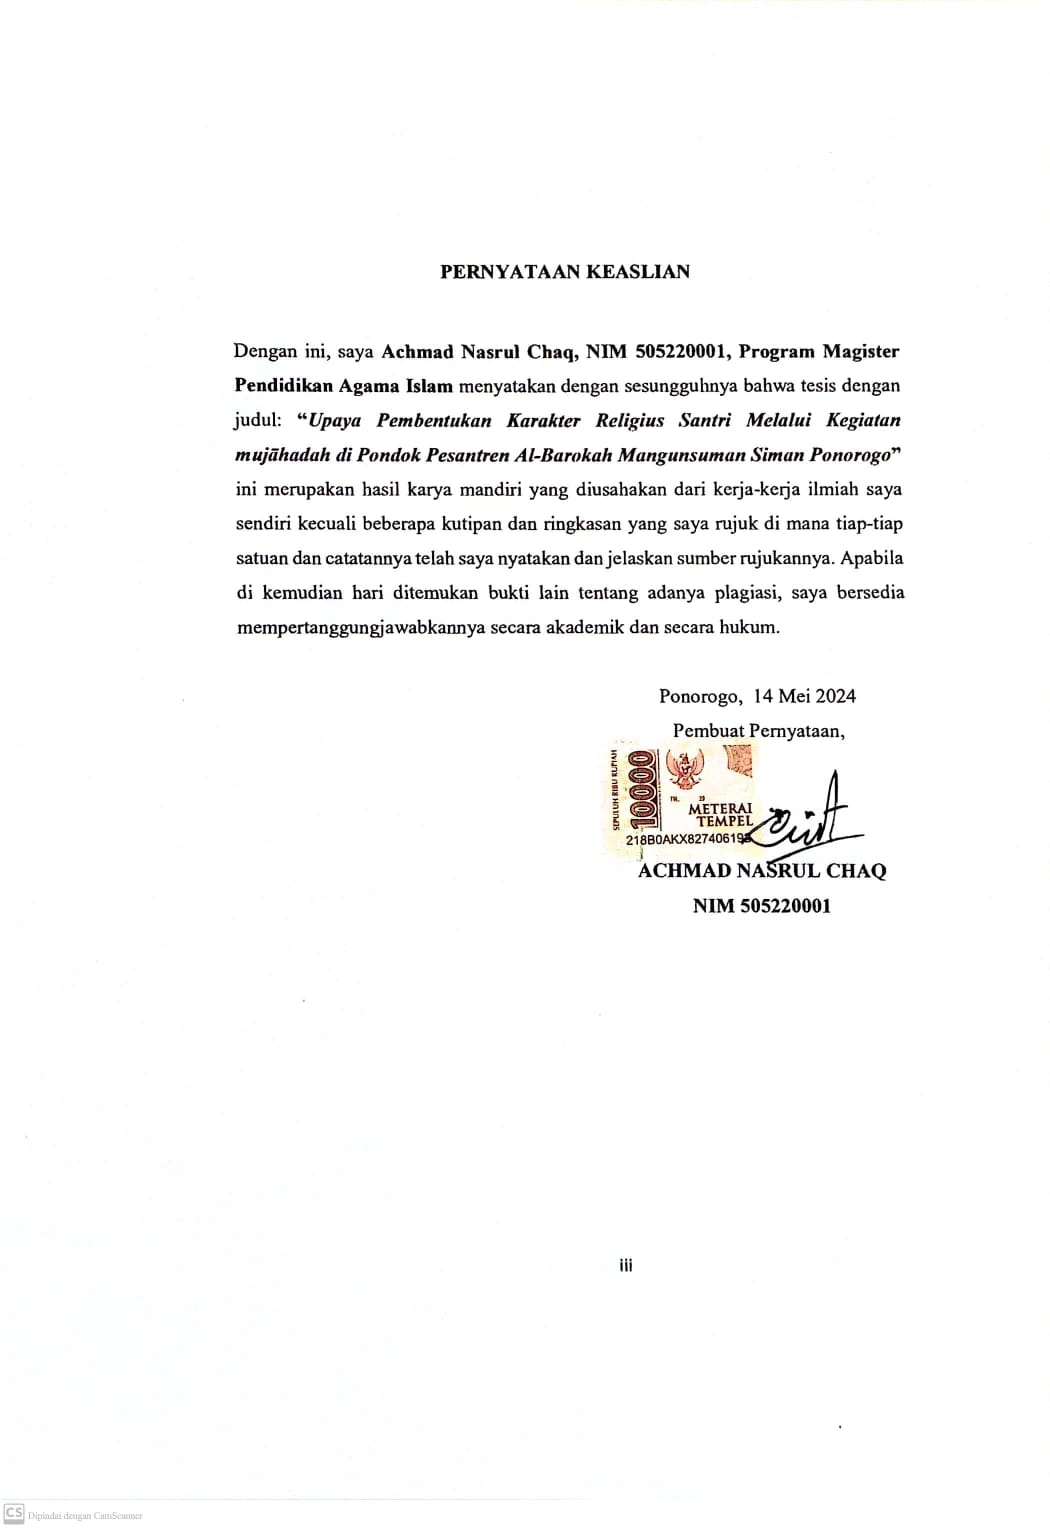 PERNYATAAN KEASLIAN
Dengan ini, saya Achmad Nasrul Chaq, NIM 505220001, Program Magister
Pendidikan Agama Islam menyatakan dengan sesungguhnya bahwa tesis dengan
judul: “Upaya Pembentukan Karakter Religius Santri Melalui Kegiatan
mujāhadah di Pondok Pesantren Al-Barokah Mangunsuman Siman Ponorogo”
ini merupakan hasil karya mandiri yang diusahakan dari kerja-kerja ilmiah saya
sendiri kecuali beberapa kutipan dan ringkasan yang saya rujuk di mana tiap-tiap
satuan dan catatannya telah saya nyatakan dan jelaskan sumber rujukannya. Apabila
di kemudian hari ditemukan bukti lain tentang adanya plagiasi, saya bersedia
mempertanggungjawabkannya secara akademik dan secara hukum.
Ponorogo, 14 Mei 2024
Pembuat Pernyataan,
SEPULUH RIBU RUPIAH
10000
METERAI
TEMPEL
ACHMAD NASRUL CHAQ
NIM 505220001
iii
CS Dipindai dengan CamScanner